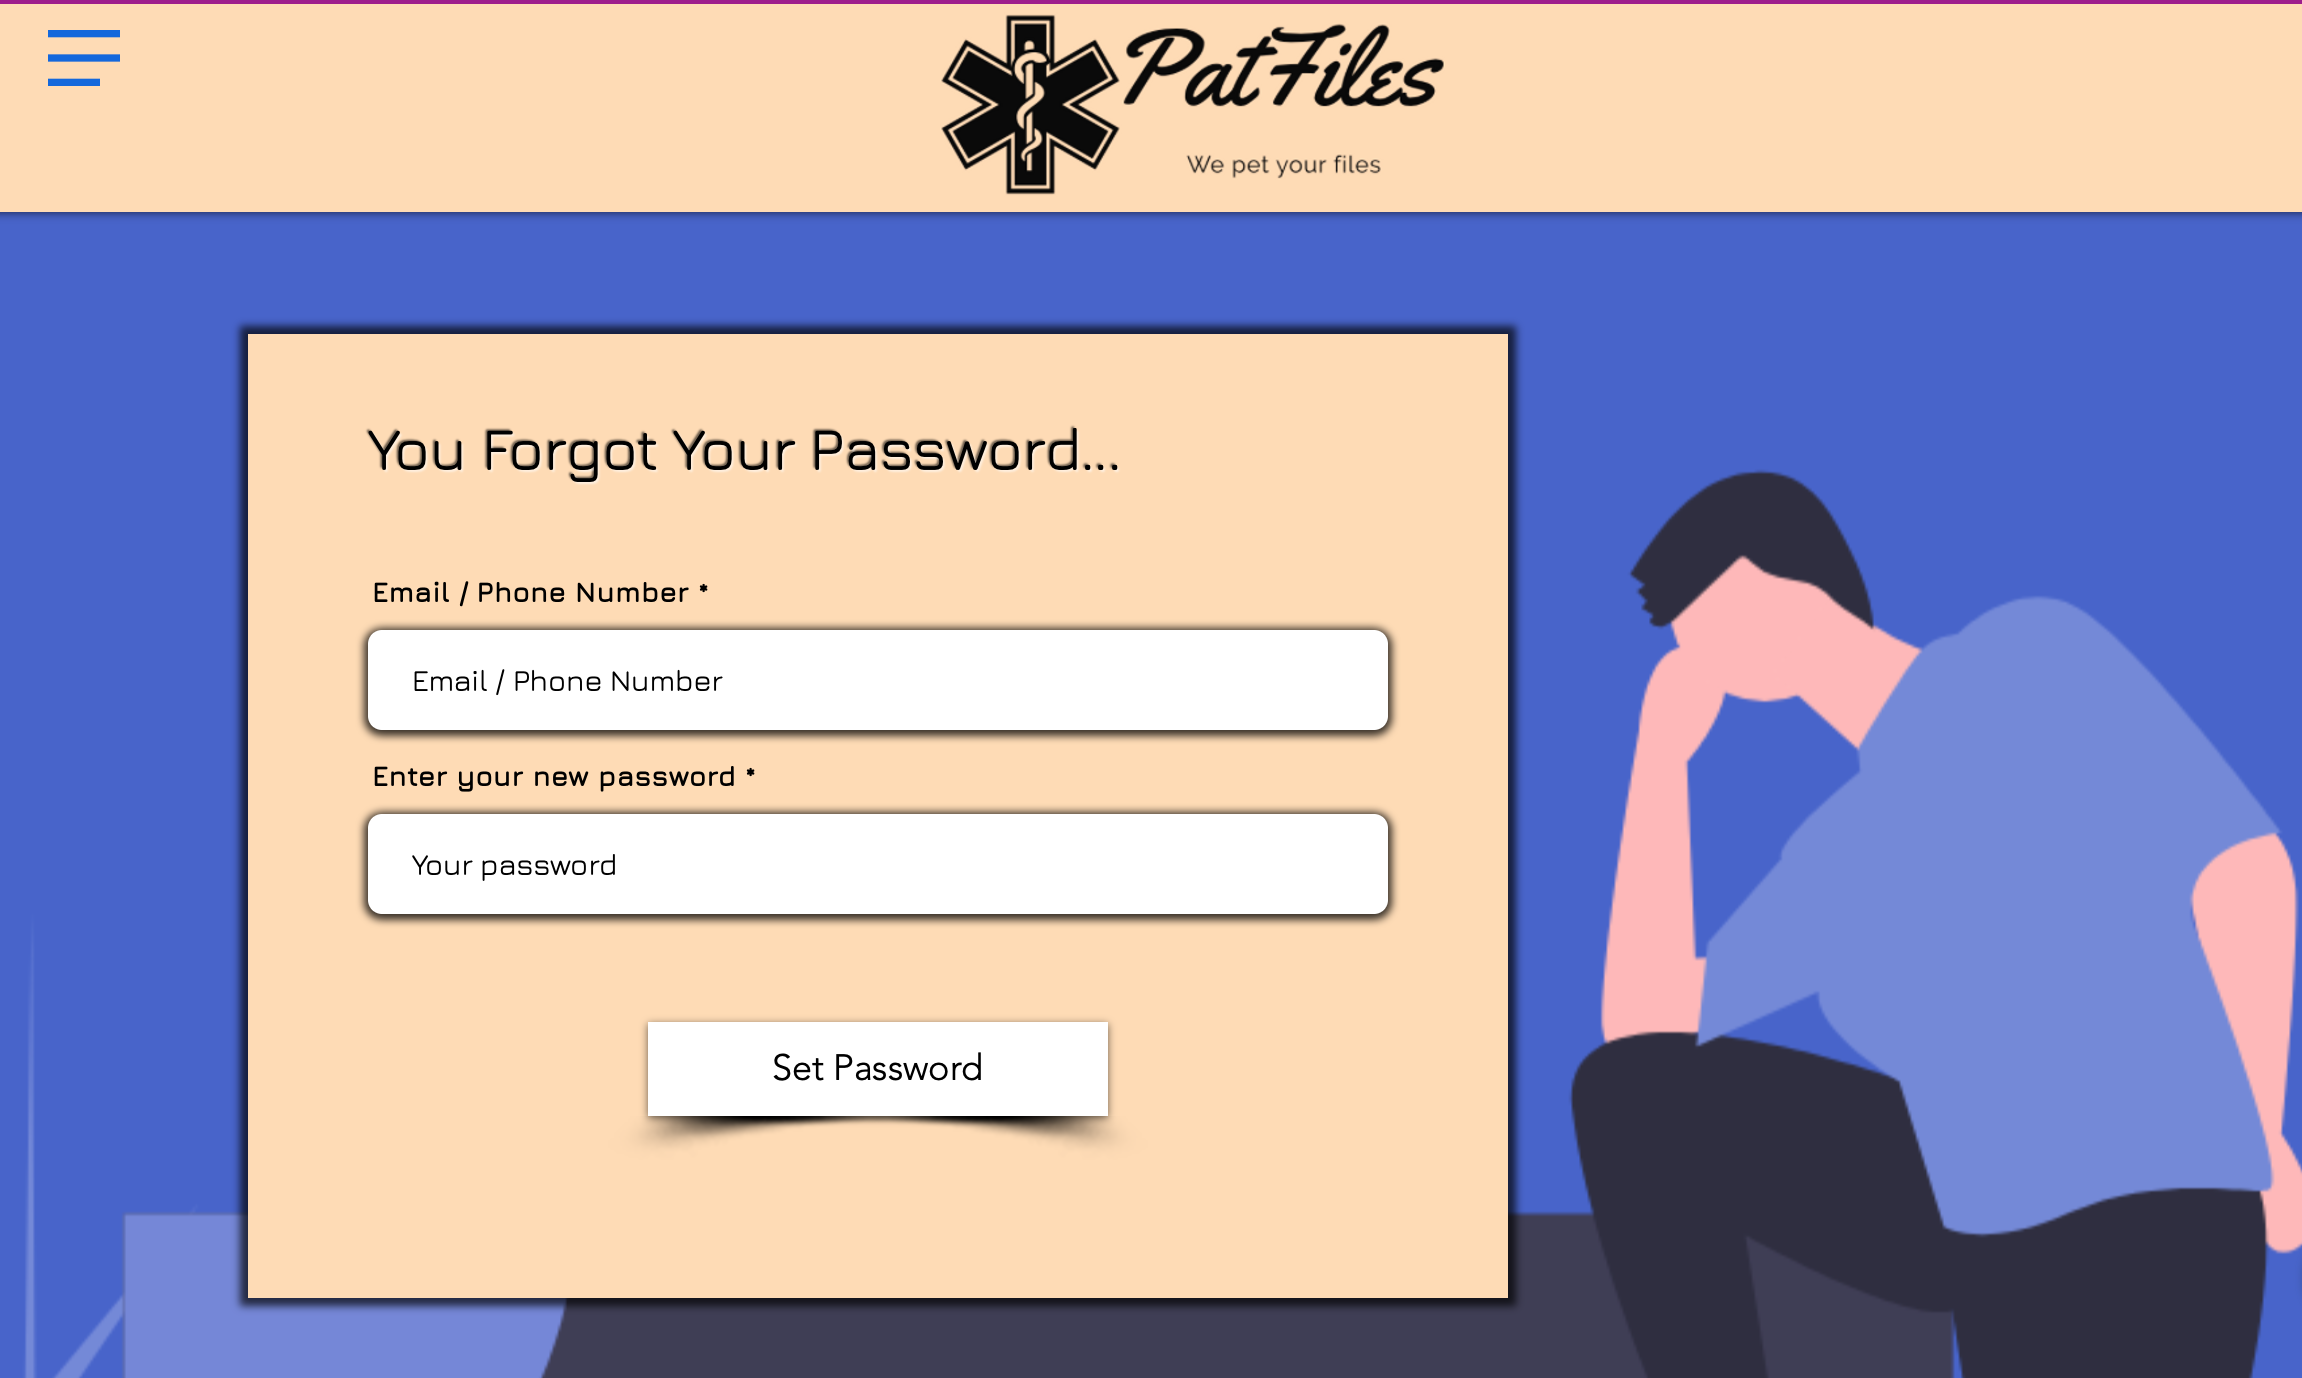 PatFiles
We pet your files
You Forgot Your Password...
Email / Phone Number *
Email / Phone Number
Enter your new password *
Your password
Set Password